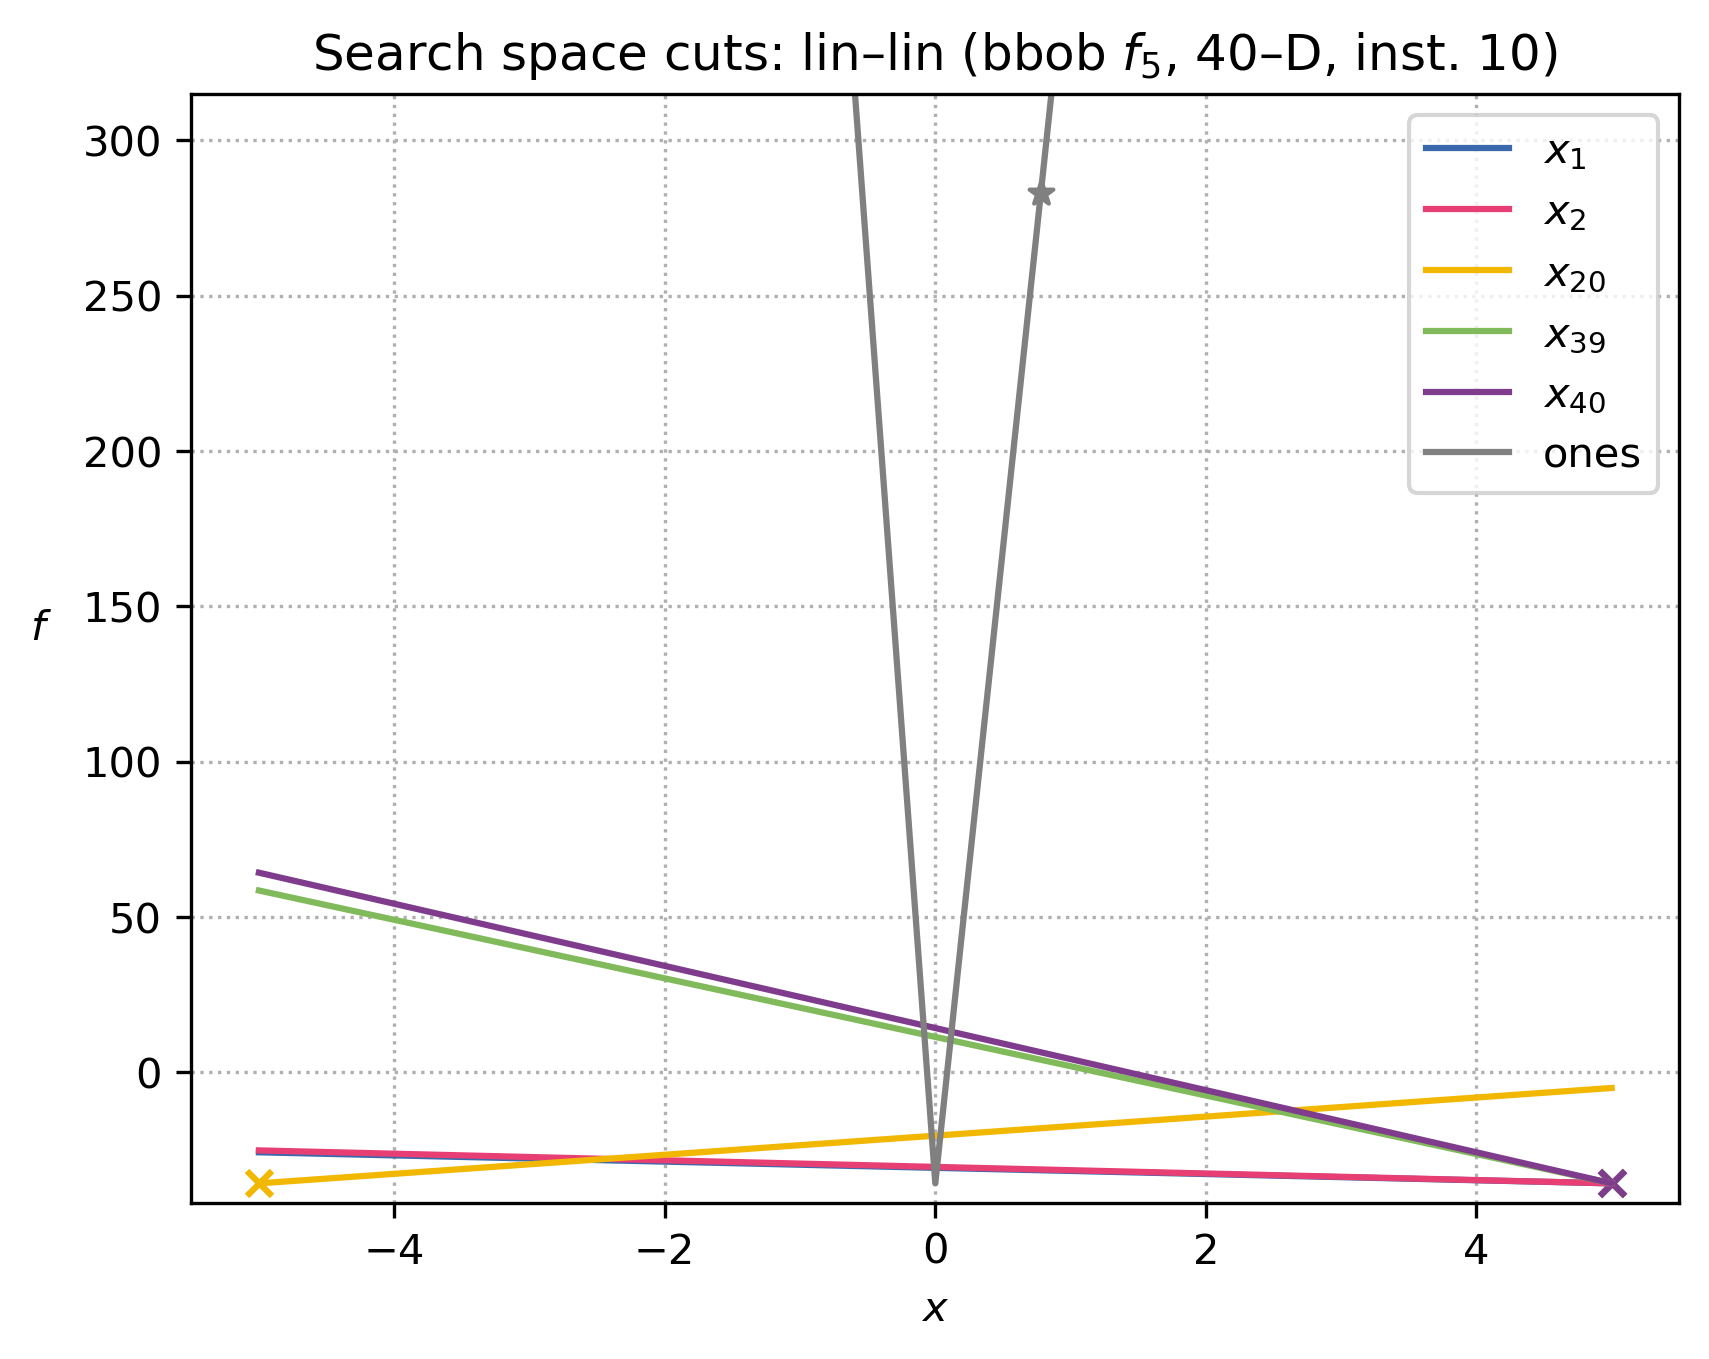 Search space cuts: lin–lin (bbob f₅, 40–D, inst. 10)
300
250
200
150
100
50
0
f
−4 −2 0 2 4
x
x₁
x₂
x₂₀
x₃₉
x₄₀
ones